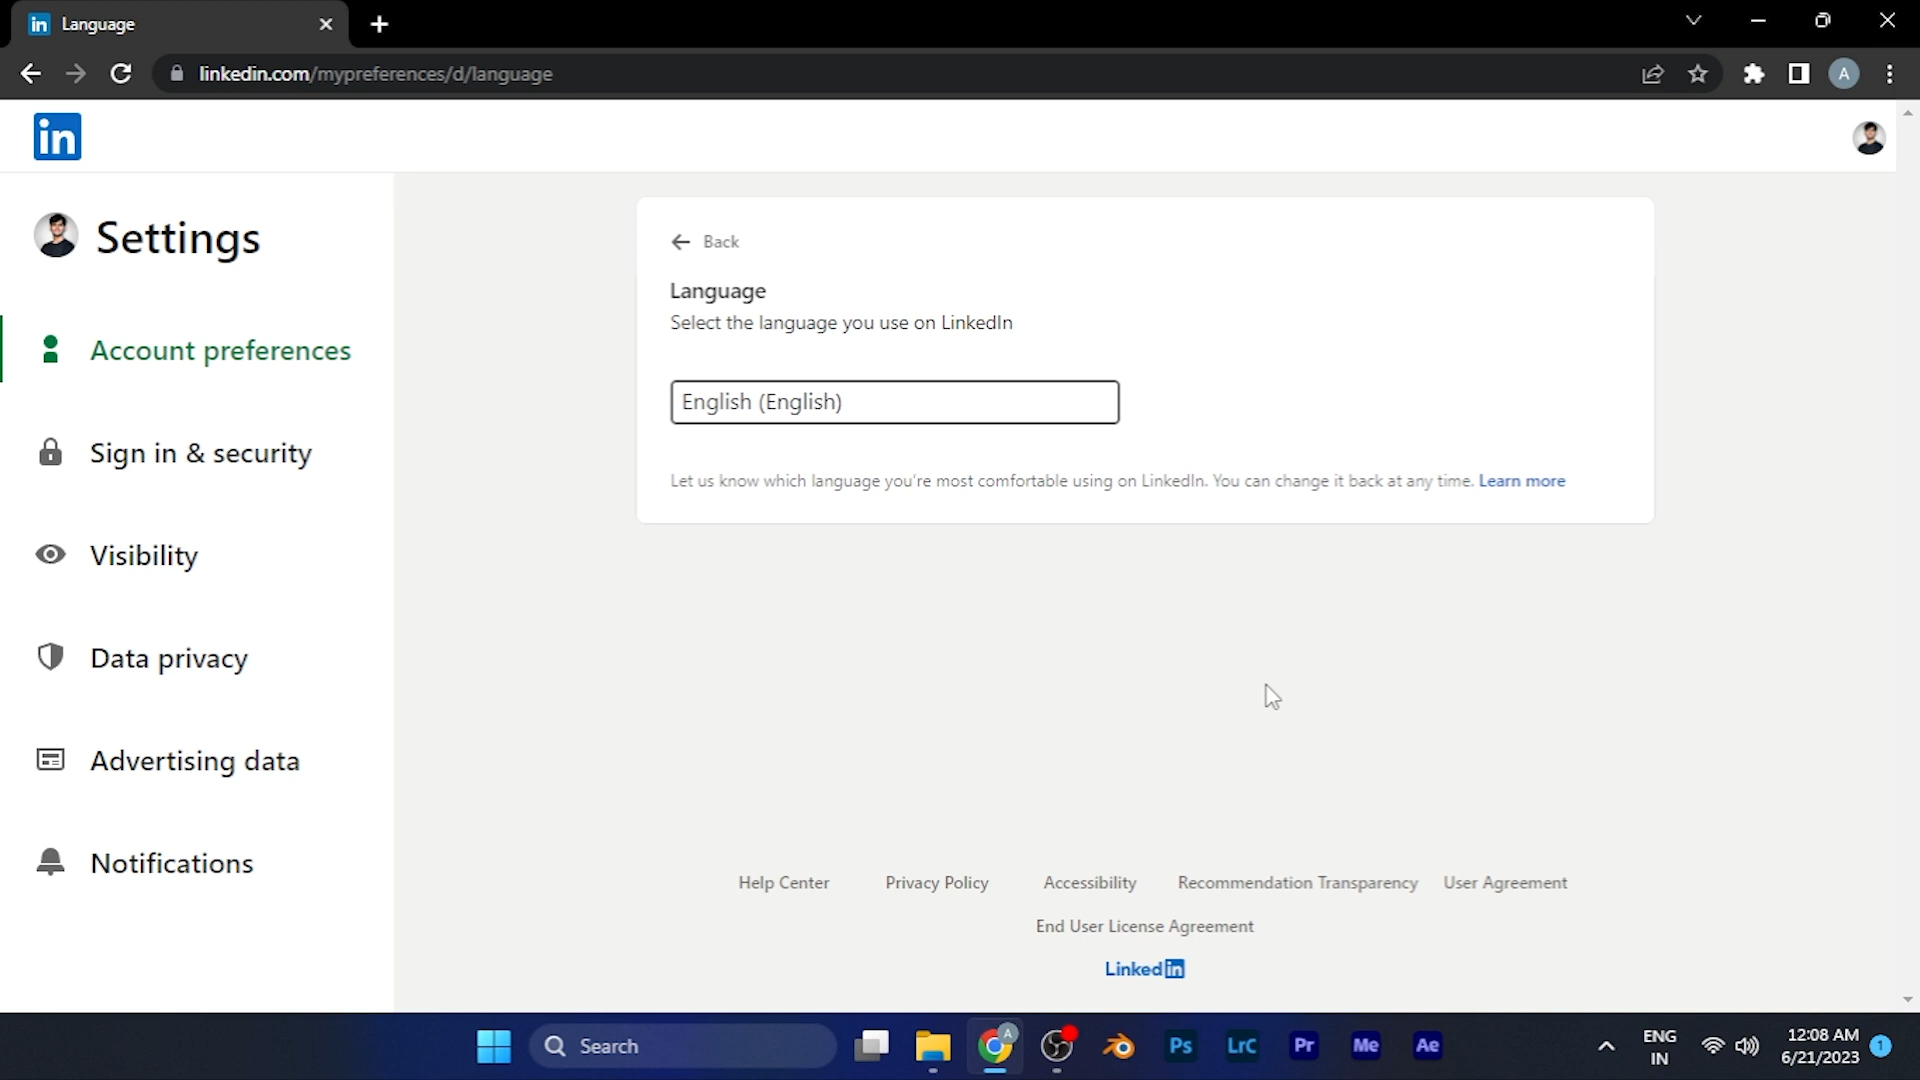 in Language
linkedin.com/mypreferences/d/language
A
in
Settings
Account preferences
Sign in & security
Visibility
Data privacy
Advertising data
Notifications
Back
Language
Select the language you use on LinkedIn
English (English)
Let us know which language you're most comfortable using on LinkedIn. You can change it back at any time. Learn more
Help Center Privacy Policy Accessibility Recommendation Transparency User Agreement
End User License Agreement
Linkedin
Search
A
Ps
LrC
Pr
Me
Ae
ENG
IN
12:08 AM
6/21/2023
1